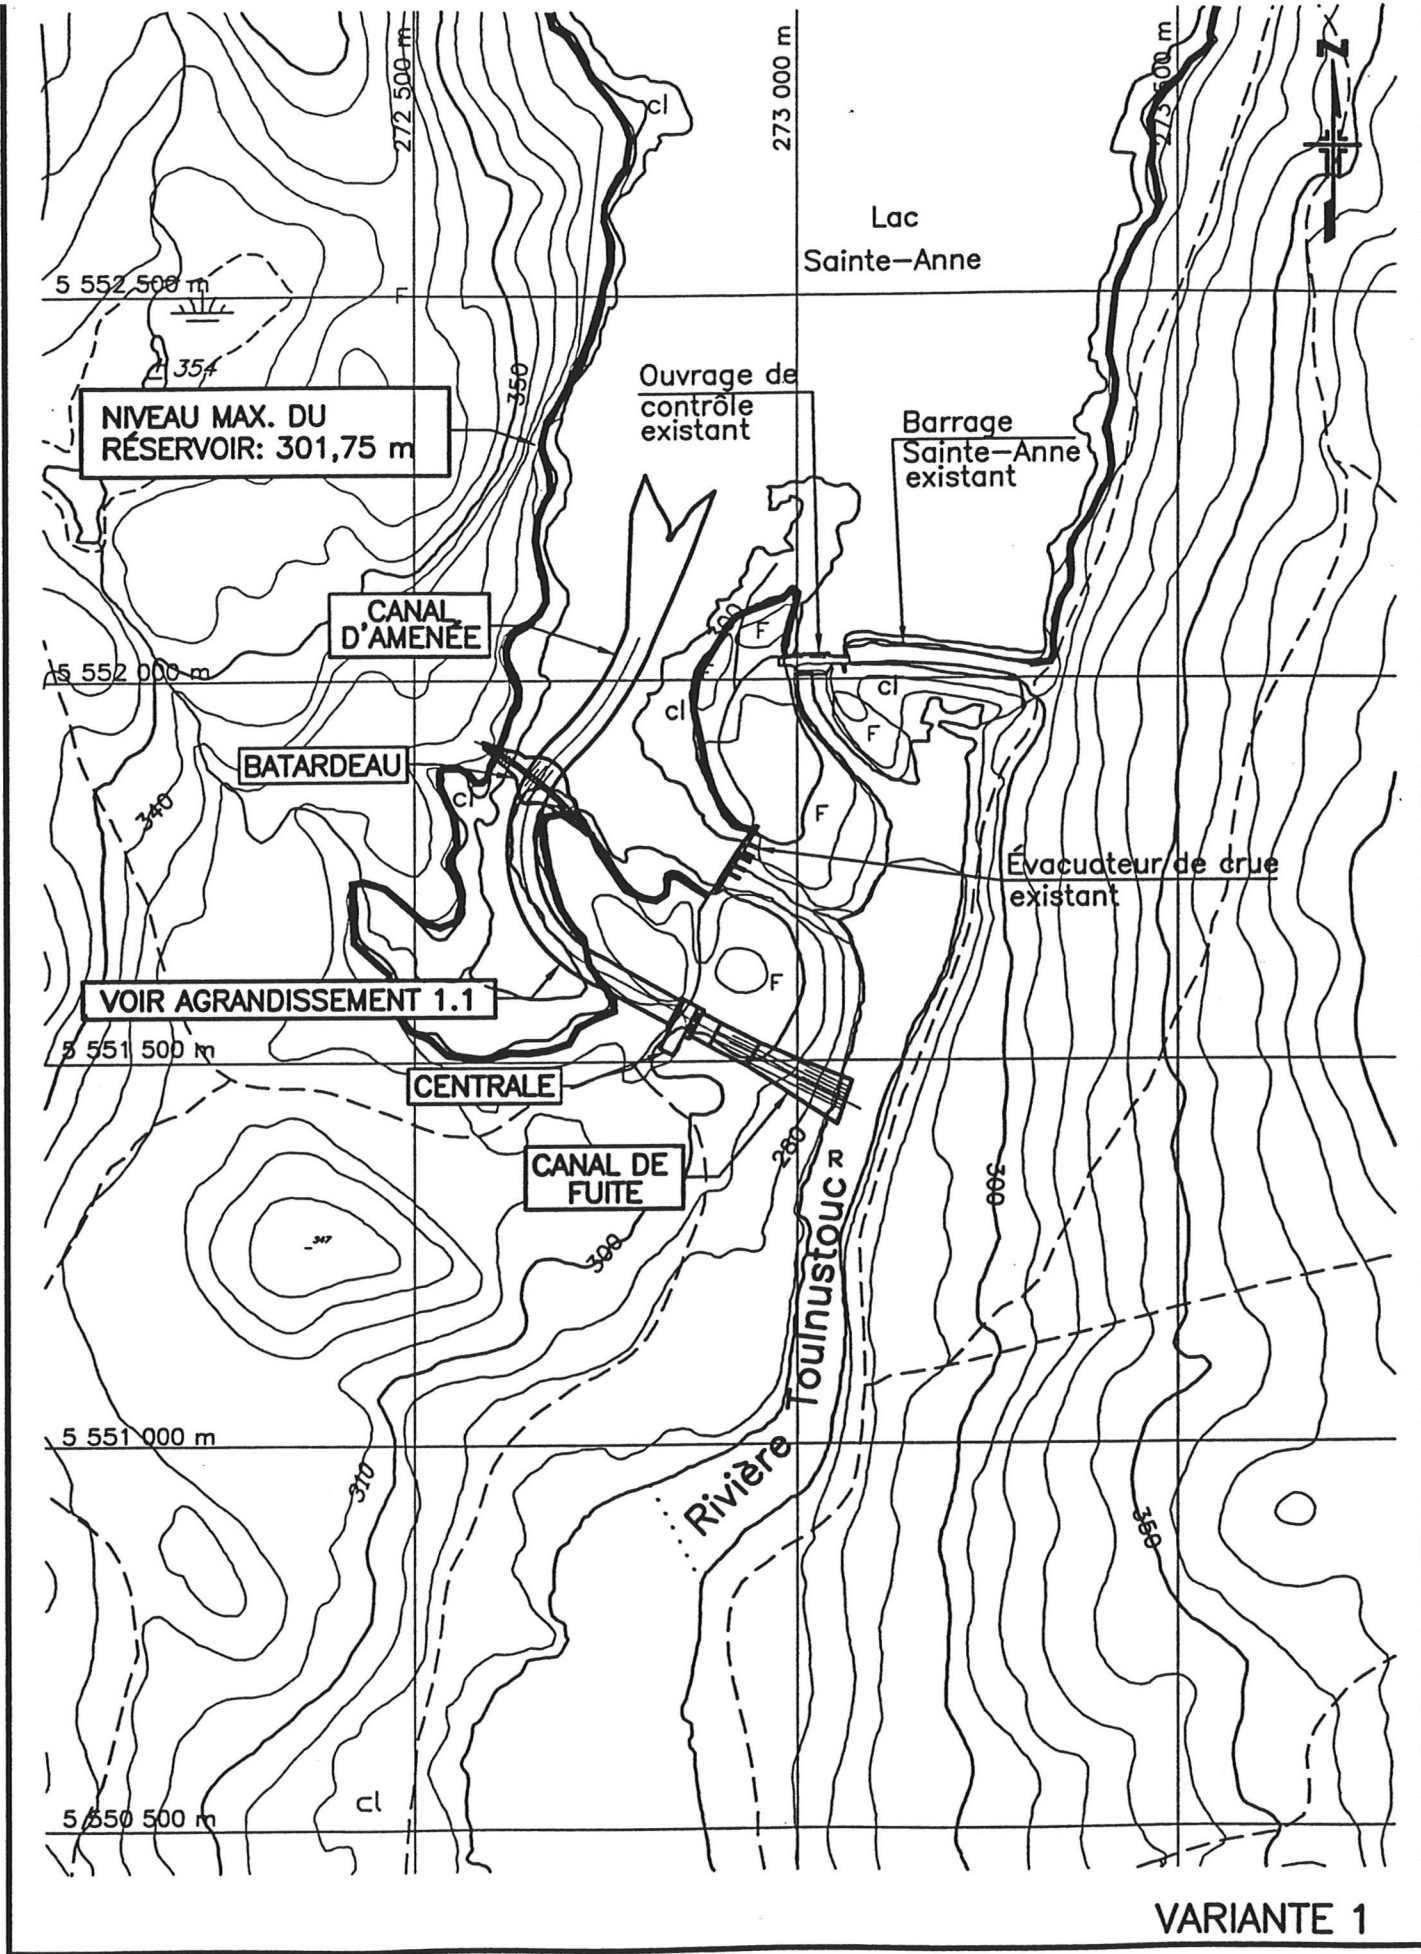 272 500 m
273 000 m
273 500 m
N
cl
Lac
Sainte-Anne
5 552 500 m
F
354
350
NIVEAU MAX. DU
RÉSERVOIR: 301,75 m
Ouvrage de
contrôle
existant
Barrage
Sainte-Anne
existant
CANAL
D'AMENÉE
300
F
F
5 552 000 m
cl
cl
F
BATARDEAU
cl
340
F
Évacuateur de crue
existant
F
VOIR AGRANDISSEMENT 1.1
5 551 500 m
CENTRALE
280
R
CANAL DE
FUITE
300
300
347
Rivière Toulnustouc
5 551 000 m
310
350
cl
5 550 500 m
VARIANTE 1